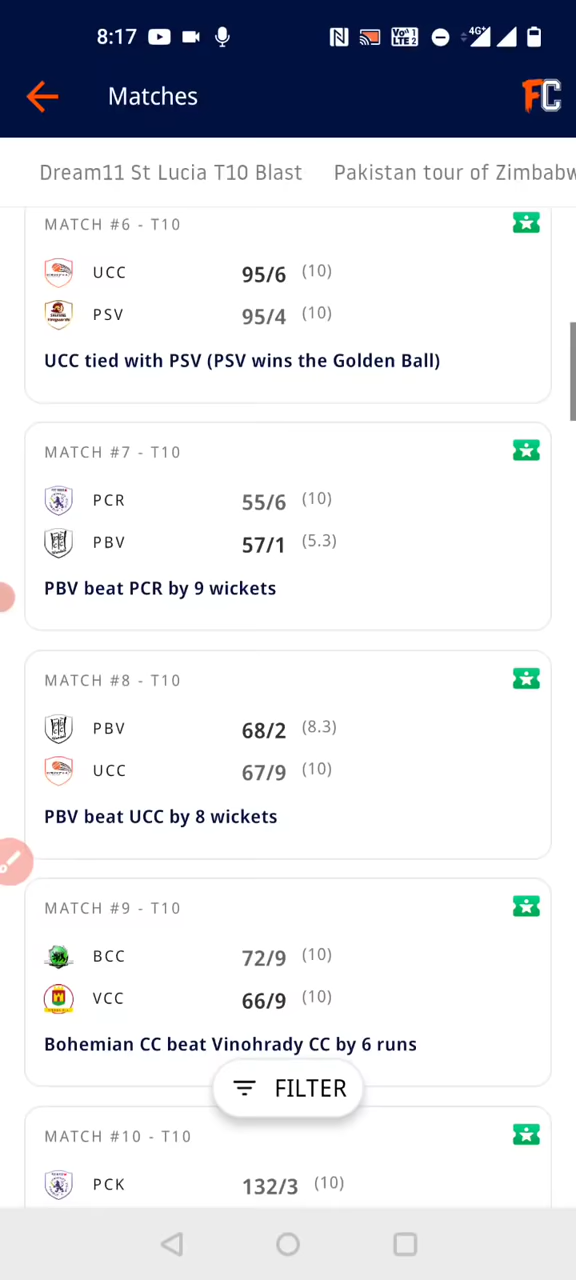 8:17
Vo)) 1
LTE 2
4G+
Matches
FC
Dream11 St Lucia T10 Blast Pakistan tour of Zimbabw
MATCH #6 - T10
UCC 95/6 (10)
PSV 95/4 (10)
UCC tied with PSV (PSV wins the Golden Ball)
MATCH #7 - T10
PCR 55/6 (10)
PBV 57/1 (5.3)
PBV beat PCR by 9 wickets
MATCH #8 - T10
PBV 68/2 (8.3)
UCC 67/9 (10)
PBV beat UCC by 8 wickets
MATCH #9 - T10
BCC 72/9 (10)
VCC 66/9 (10)
Bohemian CC beat Vinohrady CC by 6 runs
FILTER
MATCH #10 - T10
PCK 132/3 (10)